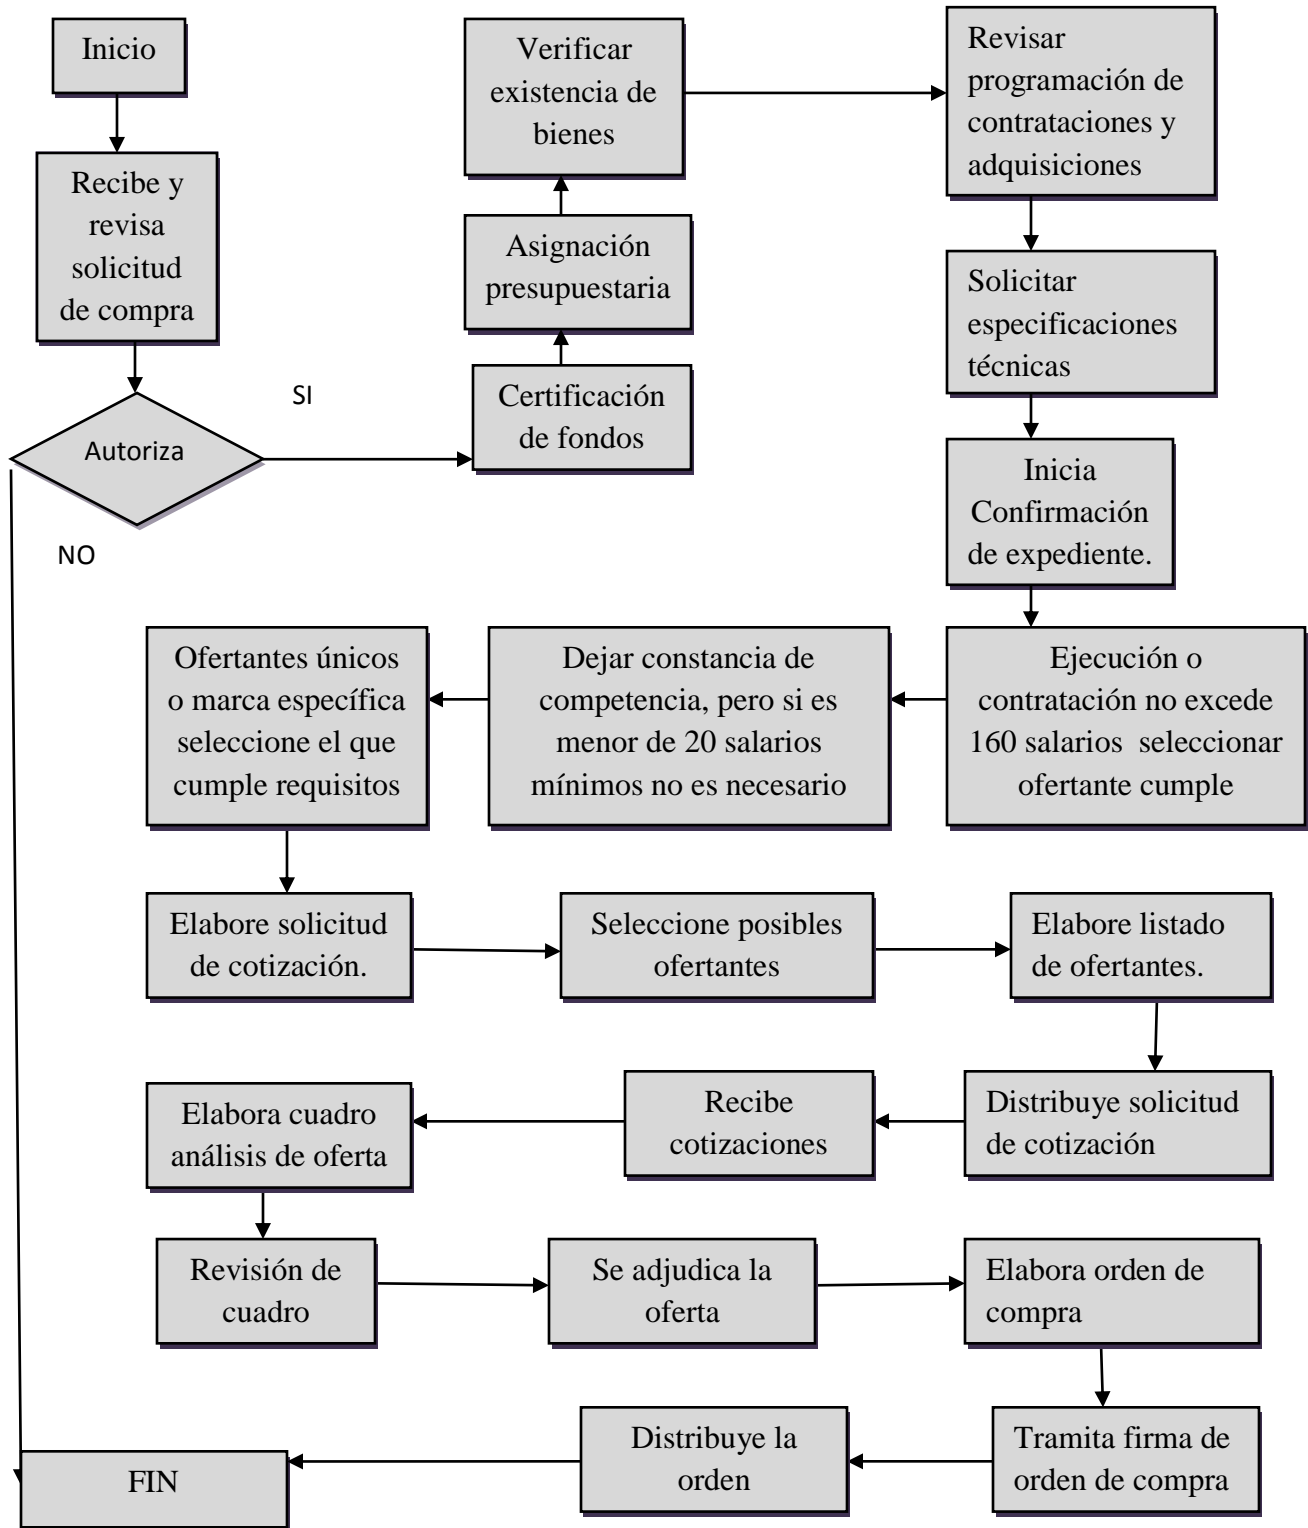 Inicio
Recibe y
revisa
solicitud
de compra
Autoriza
SI
NO
Certificación
de fondos
Asignación
presupuestaria
Verificar
existencia de
bienes
Revisar
programación de
contrataciones y
adquisiciones
Solicitar
especificaciones
técnicas
Inicia
Confirmación
de expediente.
Ejecución o
contratación no excede
160 salarios seleccionar
ofertante cumple
Dejar constancia de
competencia, pero si es
menor de 20 salarios
mínimos no es necesario
Ofertantes únicos
o marca específica
seleccione el que
cumple requisitos
Elabore solicitud
de cotización.
Seleccione posibles
ofertantes
Elabore listado
de ofertantes.
Distribuye solicitud
de cotización
Recibe
cotizaciones
Elabora cuadro
análisis de oferta
Revisión de
cuadro
Se adjudica la
oferta
Elabora orden de
compra
Tramita firma de
orden de compra
Distribuye la
orden
FIN